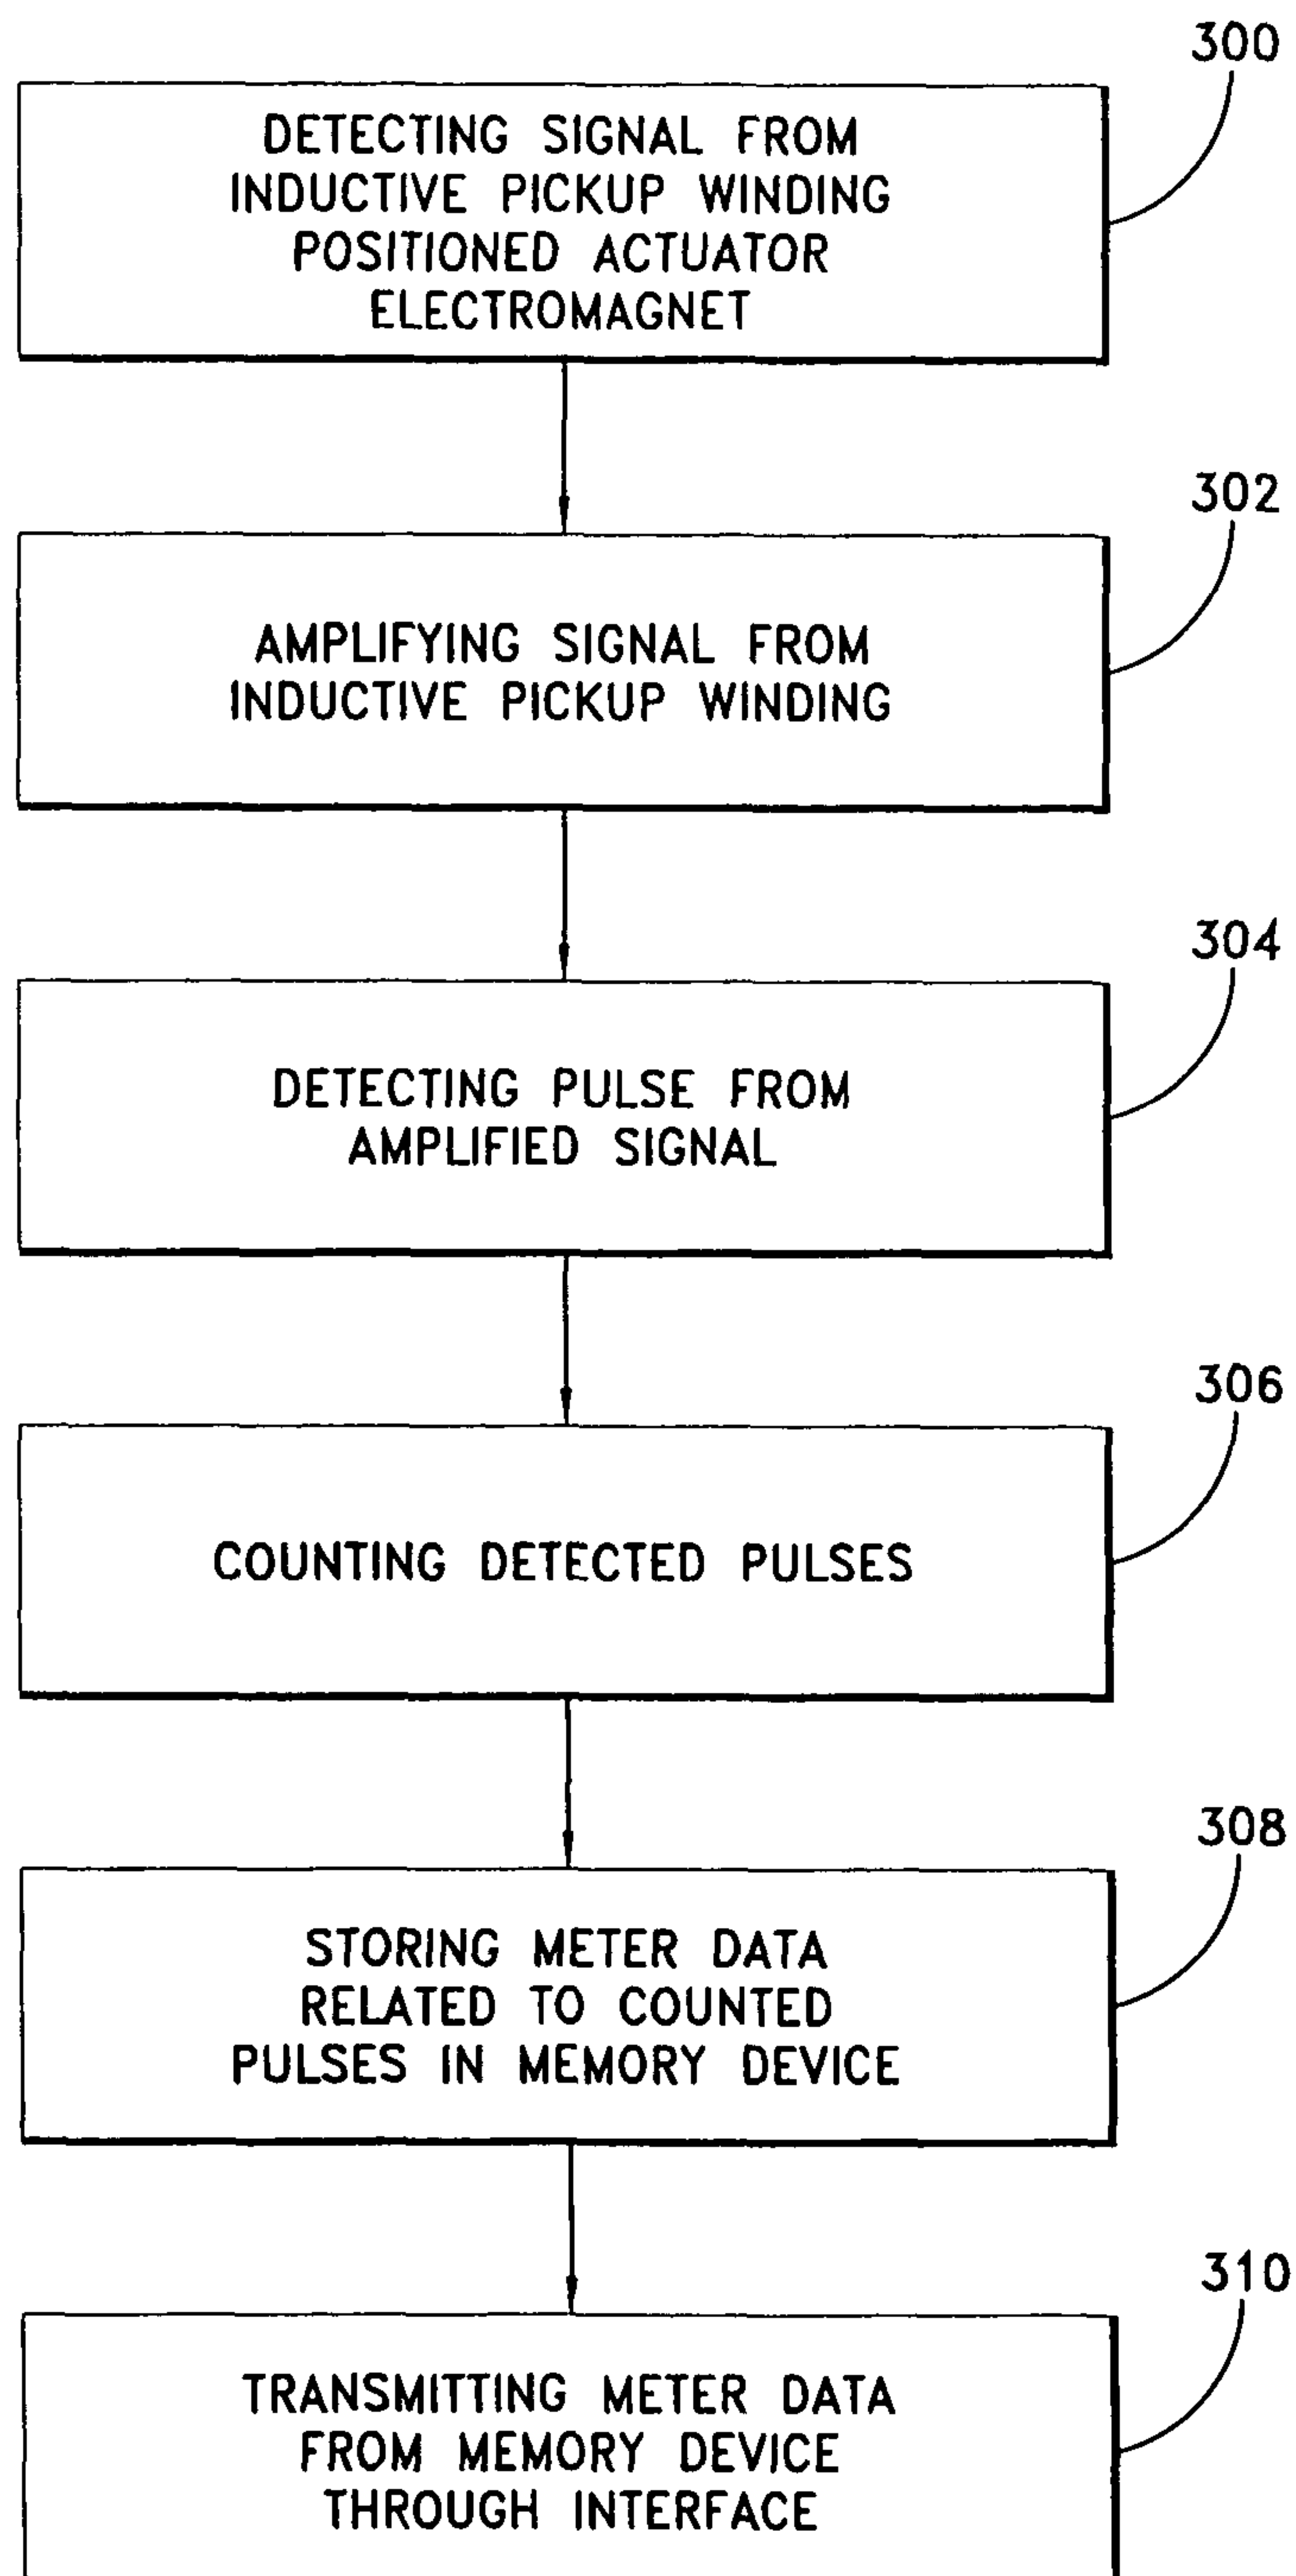 300
DETECTING SIGNAL FROM
INDUCTIVE PICKUP WINDING
POSITIONED ACTUATOR
ELECTROMAGNET
302
AMPLIFYING SIGNAL FROM
INDUCTIVE PICKUP WINDING
304
DETECTING PULSE FROM
AMPLIFIED SIGNAL
306
COUNTING DETECTED PULSES
308
STORING METER DATA
RELATED TO COUNTED
PULSES IN MEMORY DEVICE
310
TRANSMITTING METER DATA
FROM MEMORY DEVICE
THROUGH INTERFACE